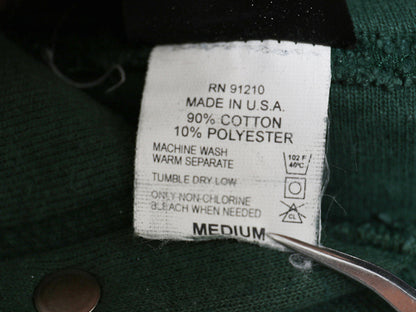 RN 91210
MADE IN U.S.A.
90% COTTON
10% POLYESTER
MACHINE WASH
WARM SEPARATE
102 F
40°C
TUMBLE DRY LOW
ONLY NON-CHLORINE
BLEACH WHEN NEEDED
CL
MEDIUM